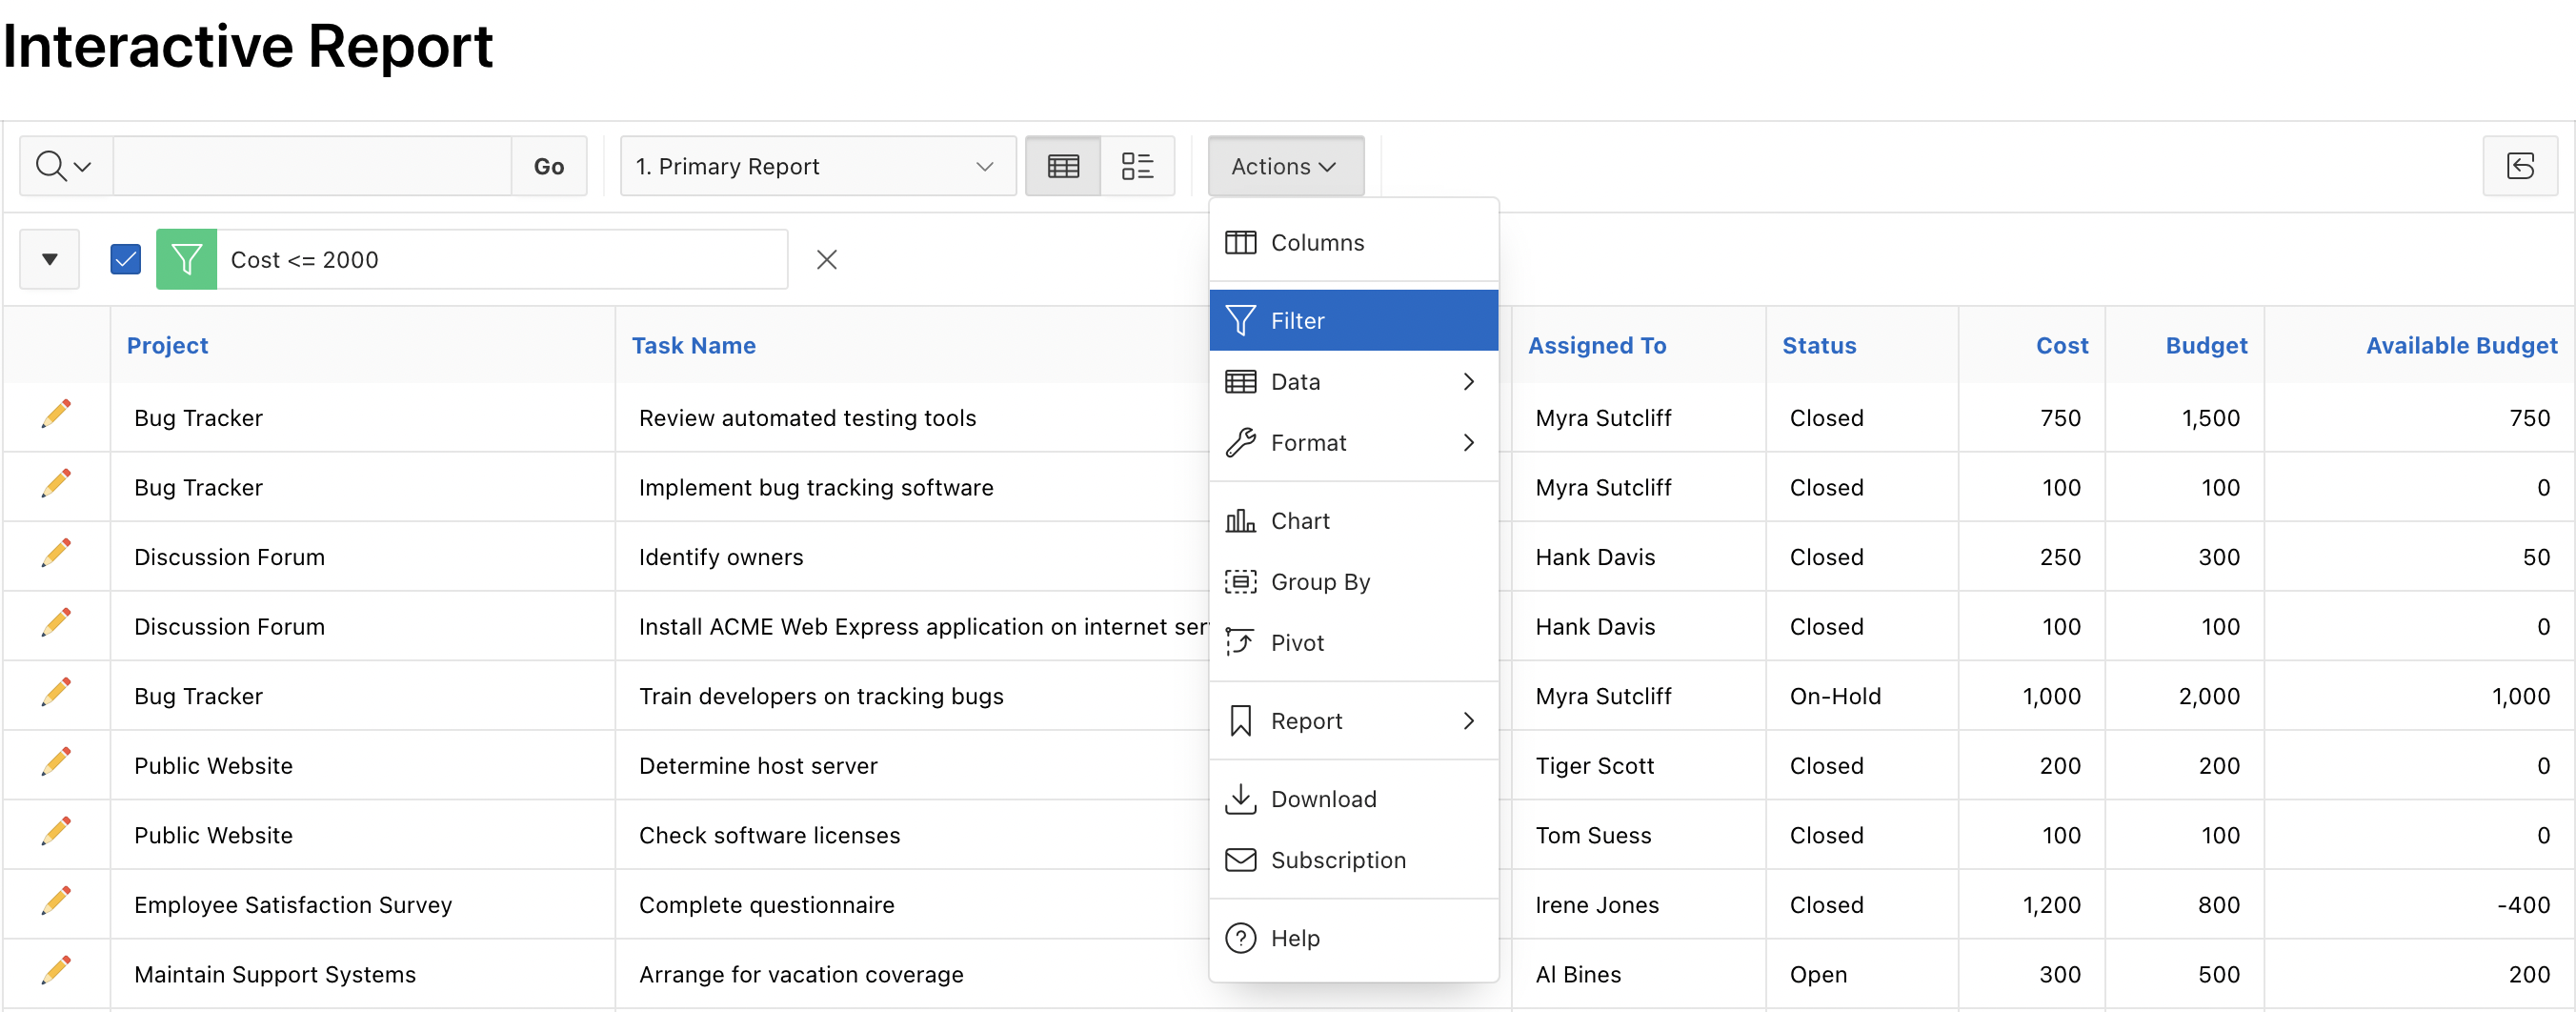 Interactive Report
Go
1. Primary Report
Actions
Cost <= 2000
Columns
Filter
Data
Format
Chart
Group By
Pivot
Report
Download
Subscription
Help
Project Task Name Assigned To Status Cost Budget Available Budget
Bug Tracker Review automated testing tools Myra Sutcliff Closed 750 1,500 750
Bug Tracker Implement bug tracking software Myra Sutcliff Closed 100 100 0
Discussion Forum Identify owners Hank Davis Closed 250 300 50
Discussion Forum Install ACME Web Express application on internet Hank Davis Closed 100 100 0
Bug Tracker Train developers on tracking bugs Myra Sutcliff On-Hold 1,000 2,000 1,000
Public Website Determine host server Tiger Scott Closed 200 200 0
Public Website Check software licenses Tom Suess Closed 100 100 0
Employee Satisfaction Survey Complete questionnaire Irene Jones Closed 1,200 800 -400
Maintain Support Systems Arrange for vacation coverage Al Bines Open 300 500 200